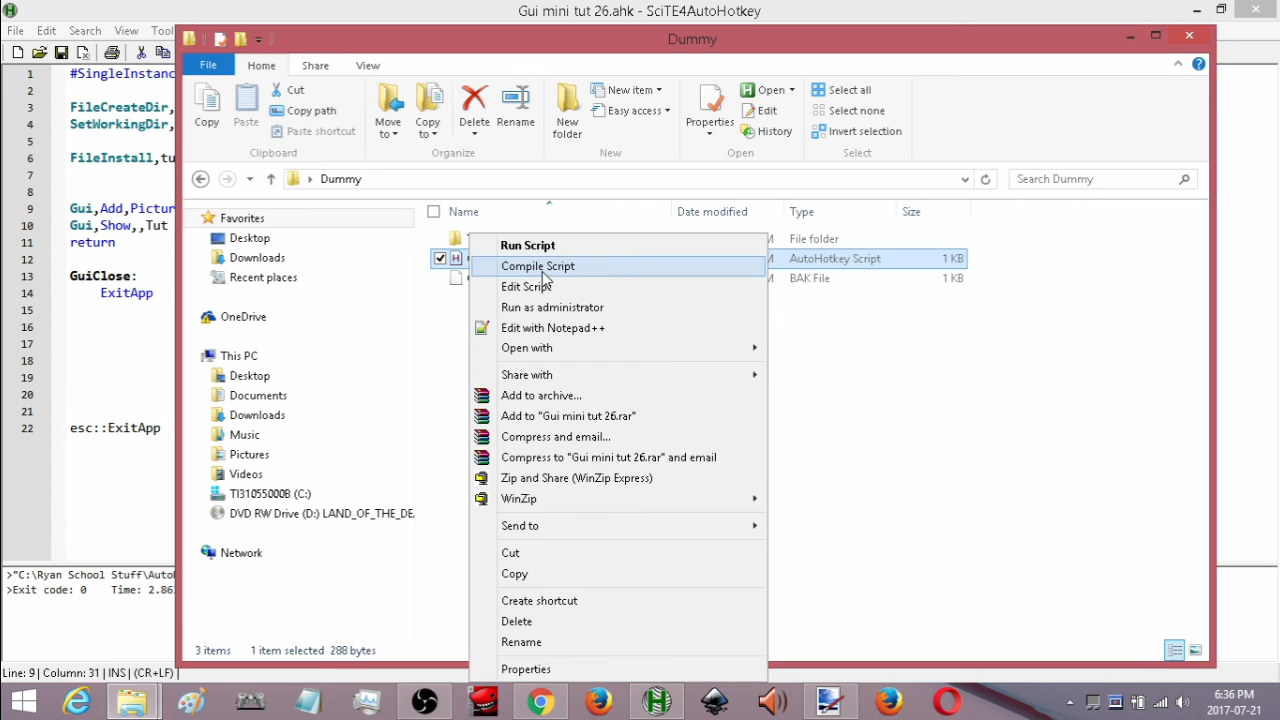 Gui mini tut 26.ahk - SciTE4AutoHotkey
File Edit Search View Tool
1 #SingleInstanc
2
3 FileCreateDir,
4 SetWorkingDir,
5
6 FileInstall,tu
7
8
9 Gui,Add,Pictur
10 Gui,Show,,Tut
11 return
12
13 GuiClose:
14 ExitApp
15
16
17
18
19
20
21
22 esc::ExitApp
>"C:\Ryan School Stuff\Auto
>Exit code: 0 Time: 2.86
Line: 9 | Column: 31 | INS | (CR+LF) |
Dummy
File Home Share View
Copy
Paste
Cut
Copy path
Paste shortcut
Clipboard
Move to
Copy to
Delete
Rename
Organize
New folder
New item
Easy access
New
Properties
Open
Edit
History
Open
Select all
Select none
Invert selection
Select
Dummy
Search Dummy
Name Date modified Type Size
File folder
M AutoHotkey Script 1 KB
M BAK File 1 KB
Favorites
Desktop
Downloads
Recent places
OneDrive
This PC
Desktop
Documents
Downloads
Music
Pictures
Videos
TI31055000B (C:)
DVD RW Drive (D:) LAND_OF_THE_DE.
Network
3 items 1 item selected 288 bytes
Run Script
Compile Script
Edit Script
Run as administrator
Edit with Notepad++
Open with
Share with
Add to archive...
Add to "Gui mini tut 26.rar"
Compress and email...
Compress to "Gui mini tut 26.rar" and email
Zip and Share (WinZip Express)
WinZip
Send to
Cut
Copy
Create shortcut
Delete
Rename
Properties
6:36 PM
2017-07-21